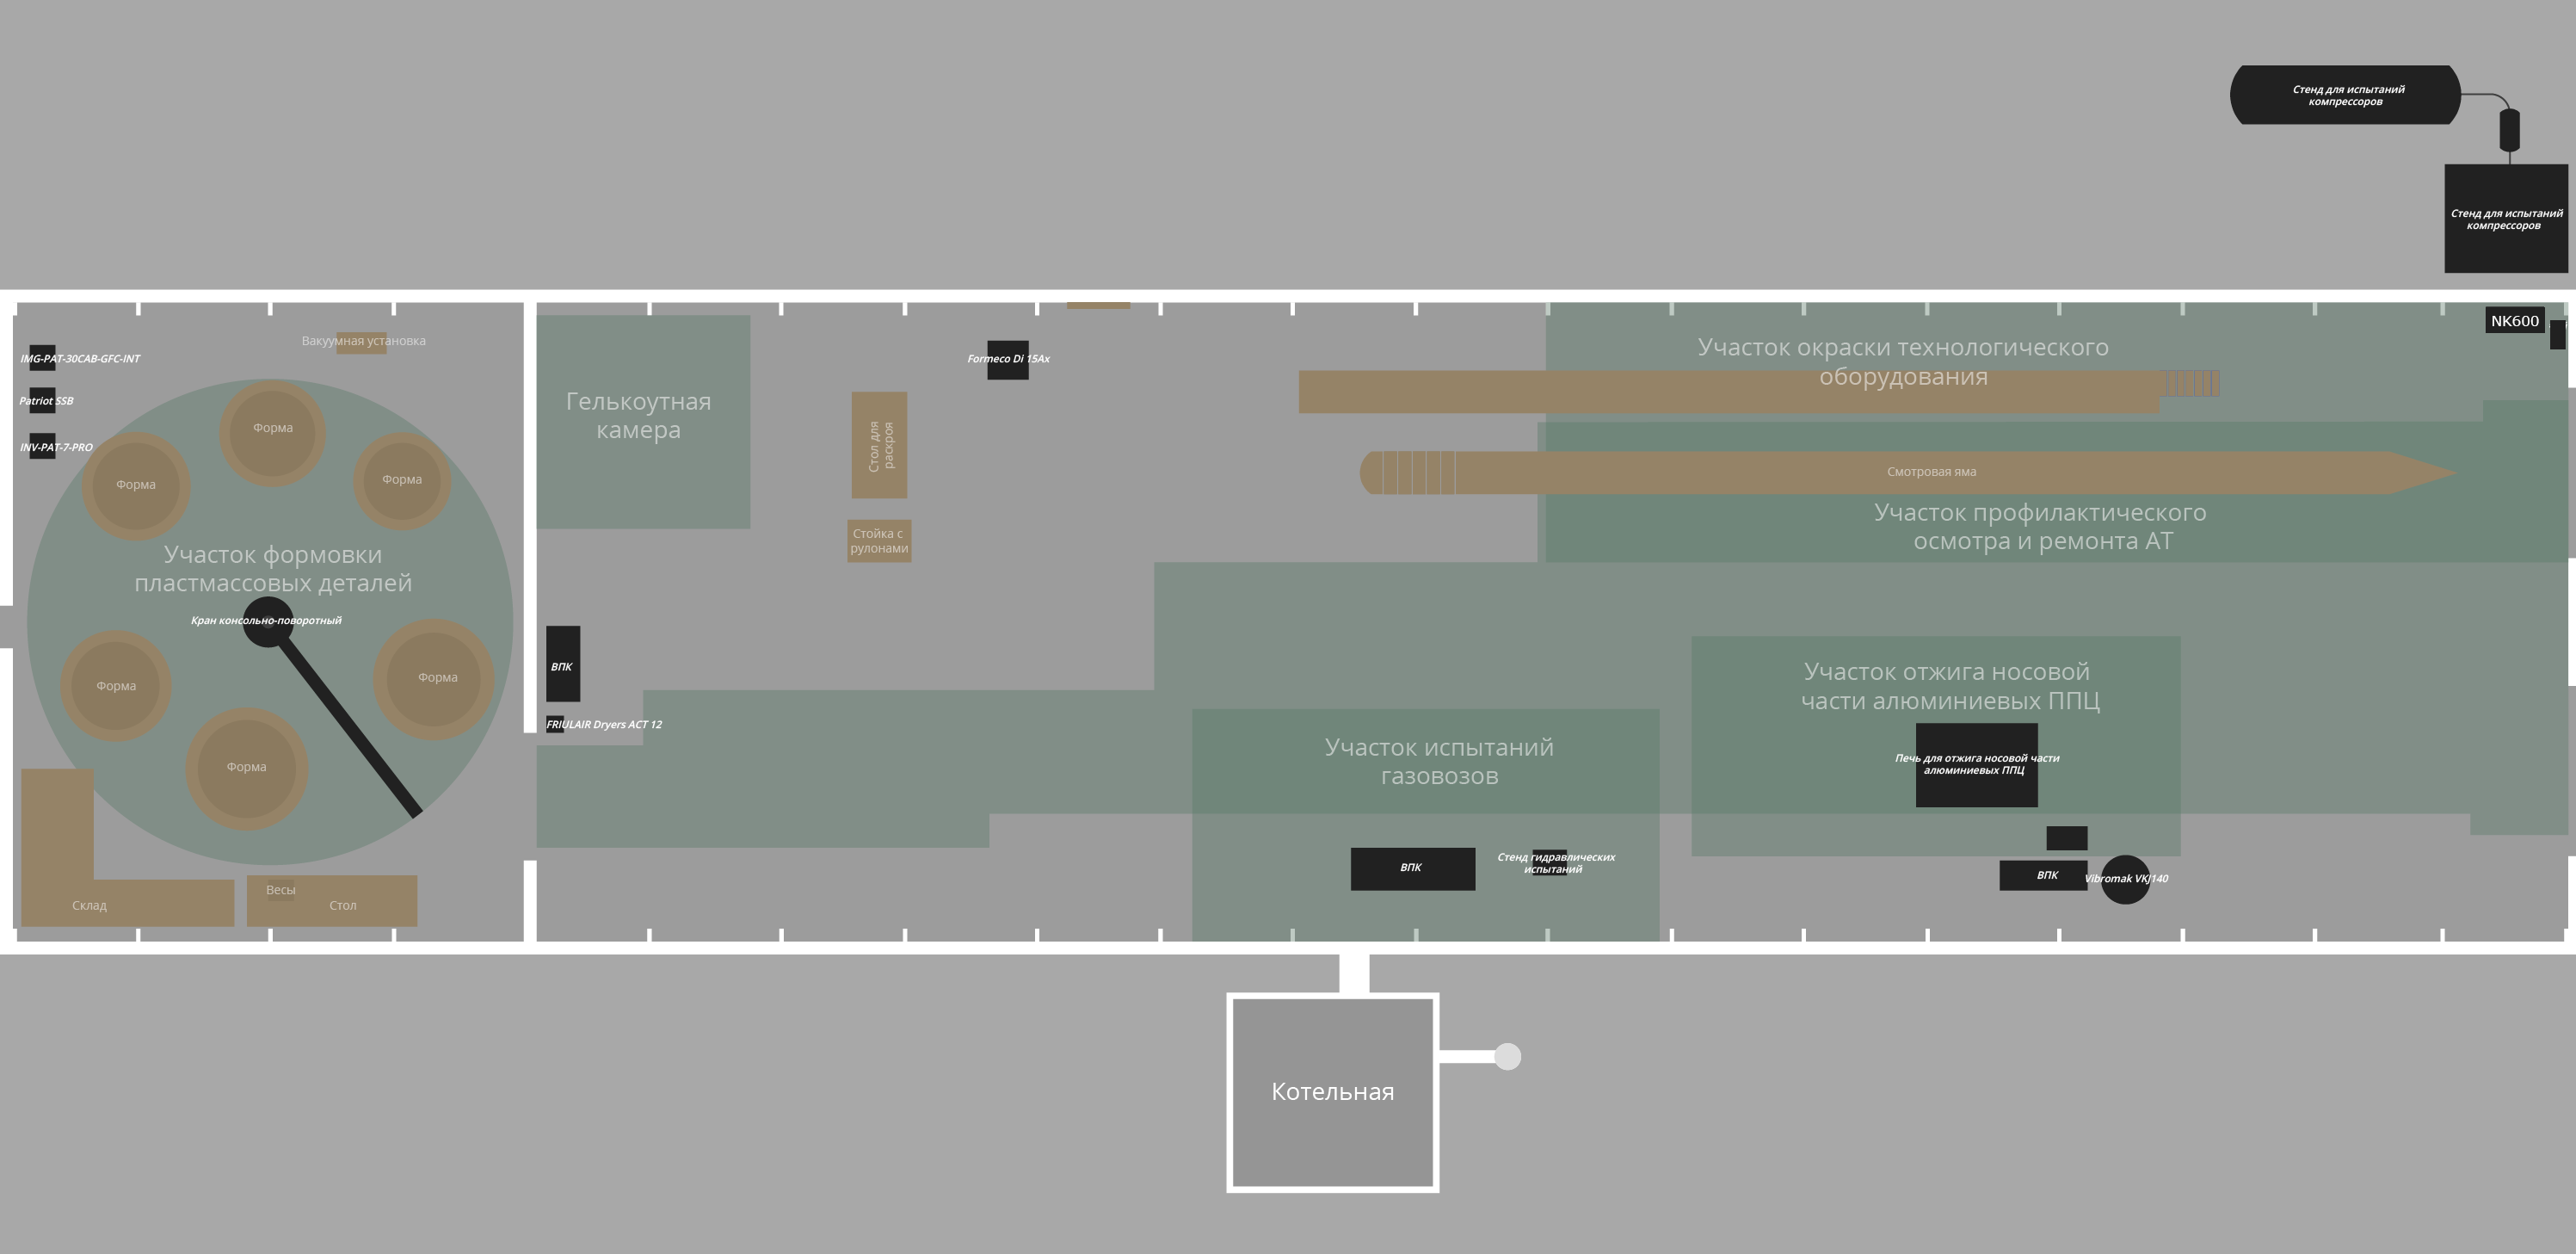 Стенд для испытаний
компрессоров
Стенд для испытаний
компрессоров
NK600
IMG-PAT-30CAB-GFC-INT
Patriot SSB
INV-PAT-7-PRO
Вакуумная установка
Форма
Форма
Форма
Участок формовки
пластмассовых деталей
Кран консольно-поворотный
Форма
Форма
Форма
Склад
Весы
Стол
Гелькоутная
камера
Стол для
раскроя
Стойка с
рулонами
Formeco Di 15Ax
ВПК
FRIULAIR Dryers ACT 12
Участок окраски технологического
оборудования
Смотровая яма
Участок профилактического
осмотра и ремонта АТ
Участок испытаний
газовозов
ВПК
Стенд гидравлических
испытаний
Участок отжига носовой
части алюминиевых ППЦ
Печь для отжига носовой части
алюминиевых ППЦ
ВПК
Vibromak VKJ140
Котельная